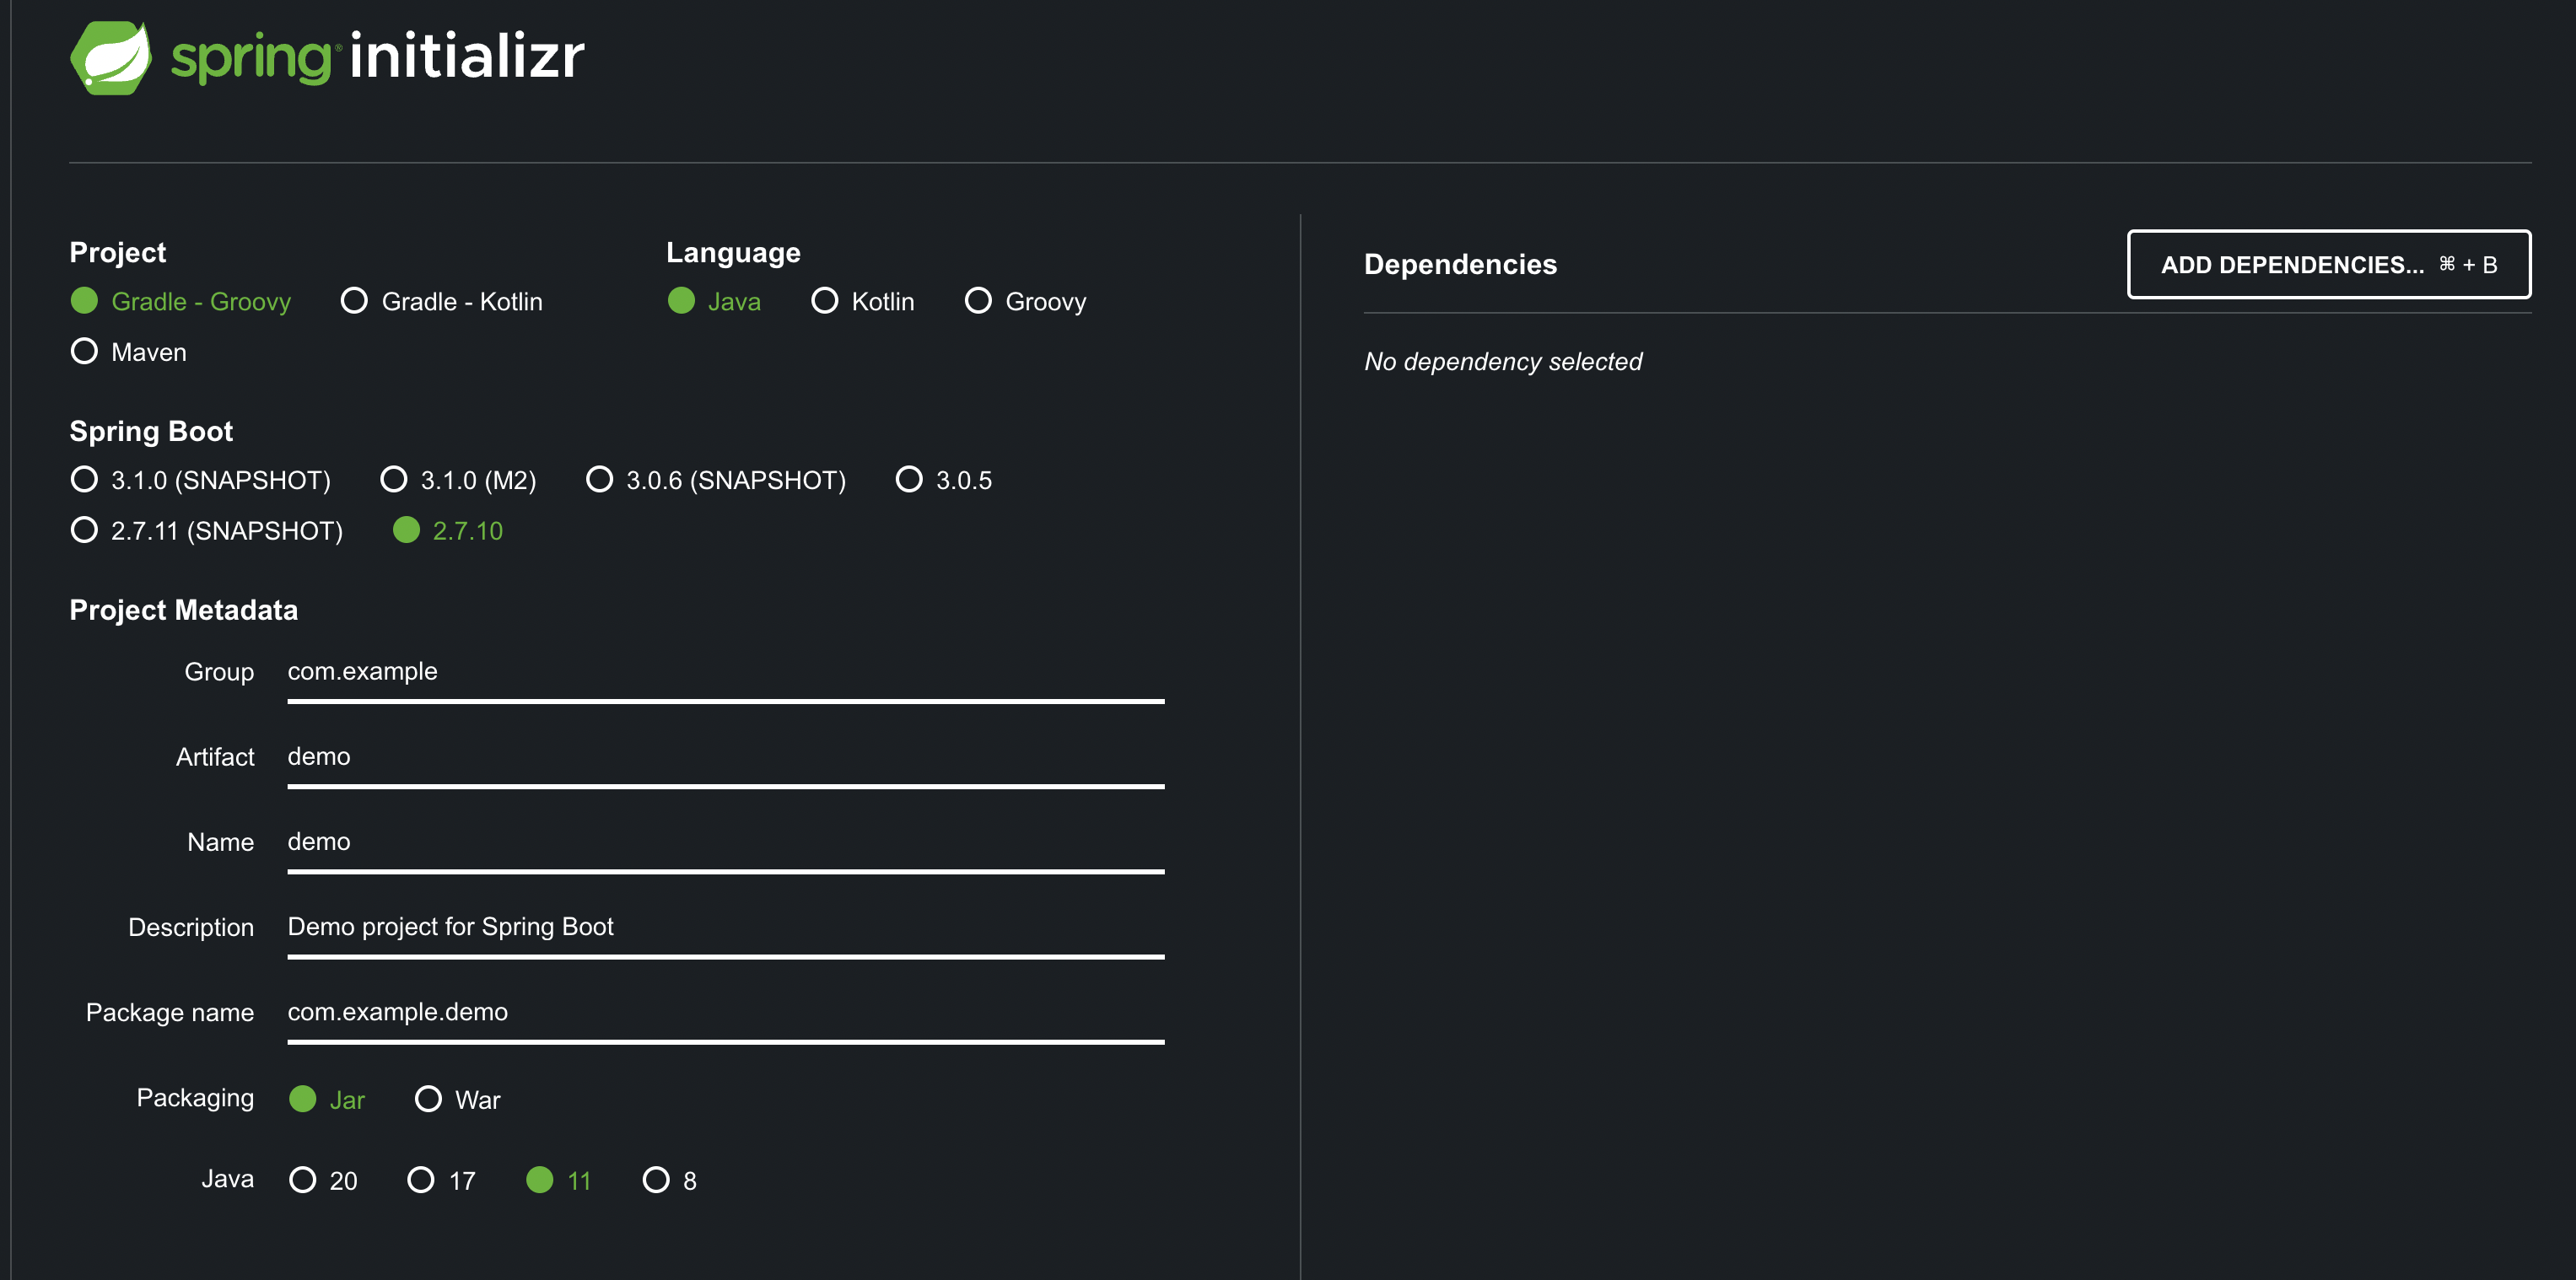 spring® initializr
Project
Gradle - Groovy Gradle - Kotlin
Maven
Language
Java Kotlin Groovy
Spring Boot
3.1.0 (SNAPSHOT) 3.1.0 (M2) 3.0.6 (SNAPSHOT) 3.0.5
2.7.11 (SNAPSHOT) 2.7.10
Project Metadata
Group com.example
Artifact demo
Name demo
Description Demo project for Spring Boot
Package name com.example.demo
Packaging Jar War
Java 20 17 11 8
Dependencies ADD DEPENDENCIES... ⌘ + B
No dependency selected